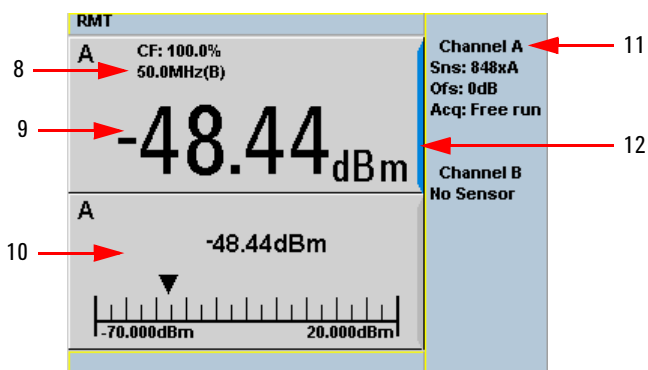 RMT
A
CF: 100.0%
50.0MHz(B)
-48.44dBm
A
-48.44dBm
-70.000dBm
20.000dBm
Channel A
Sns: 848xA
Ofs: 0dB
Acq: Free run
Channel B
No Sensor
8
9
10
11
12